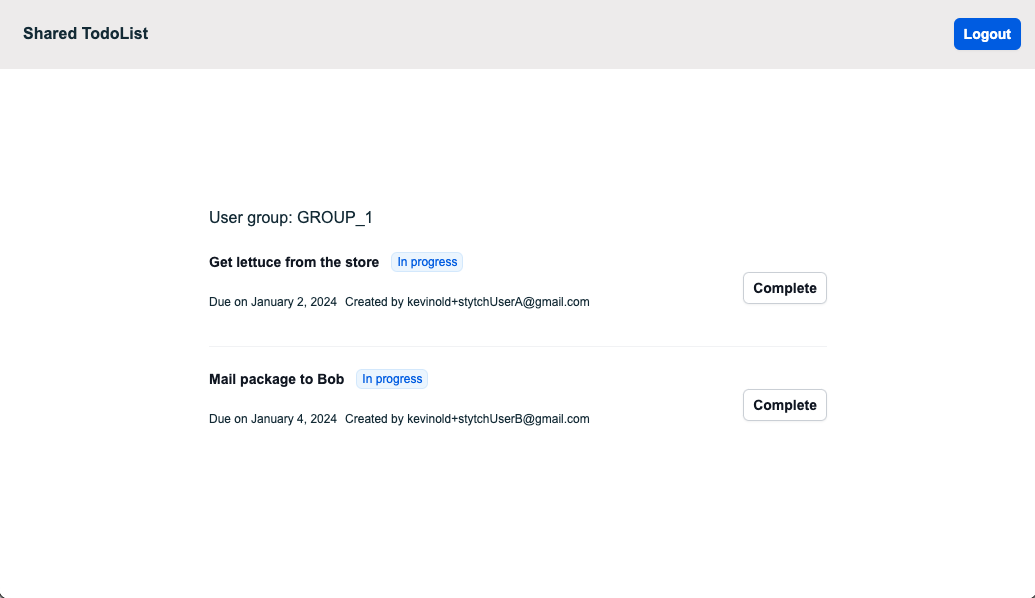 Shared TodoList
Logout
User group: GROUP_1
Get lettuce from the store In progress
Due on January 2, 2024 Created by kevinold+stytchUserA@gmail.com
Complete
Mail package to Bob In progress
Due on January 4, 2024 Created by kevinold+stytchUserB@gmail.com
Complete